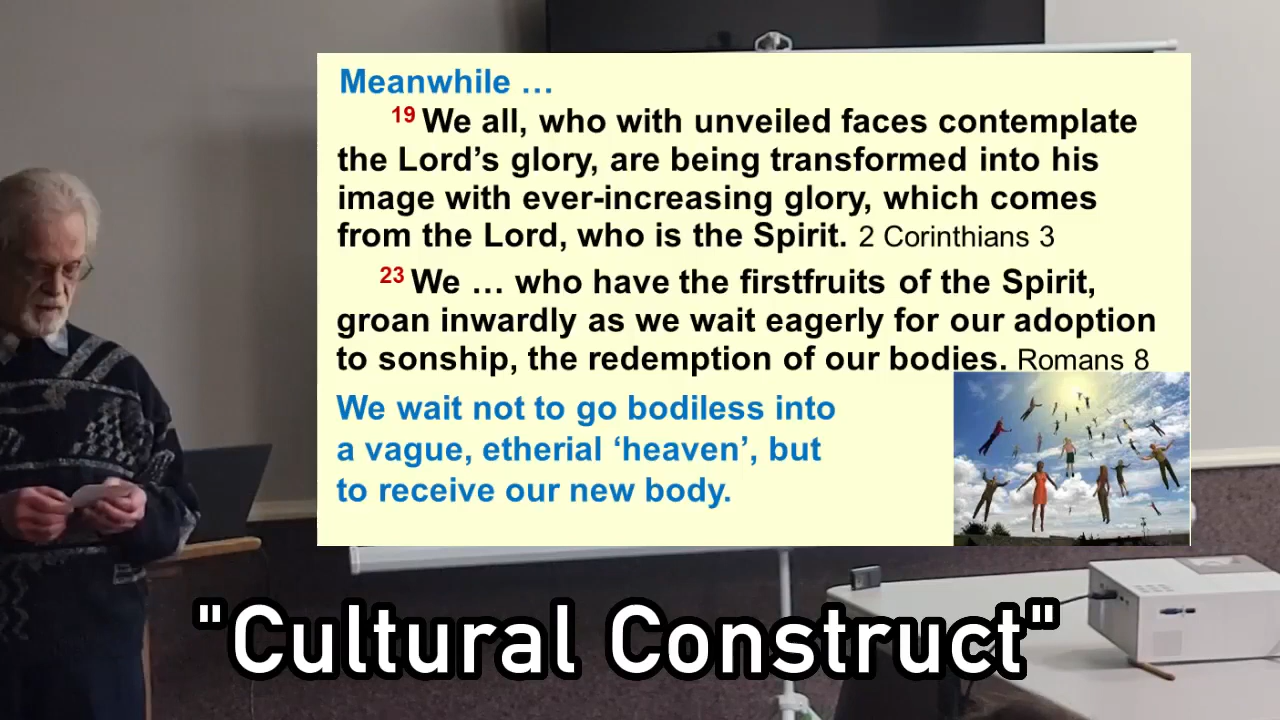 Meanwhile …
19 We all, who with unveiled faces contemplate
the Lord's glory, are being transformed into his
image with ever-increasing glory, which comes
from the Lord, who is the Spirit. 2 Corinthians 3
23 We … who have the firstfruits of the Spirit,
groan inwardly as we wait eagerly for our adoption
to sonship, the redemption of our bodies. Romans 8
We wait not to go bodiless into
a vague, etherial ‘heaven’, but
to receive our new body.
"Cultural Construct"